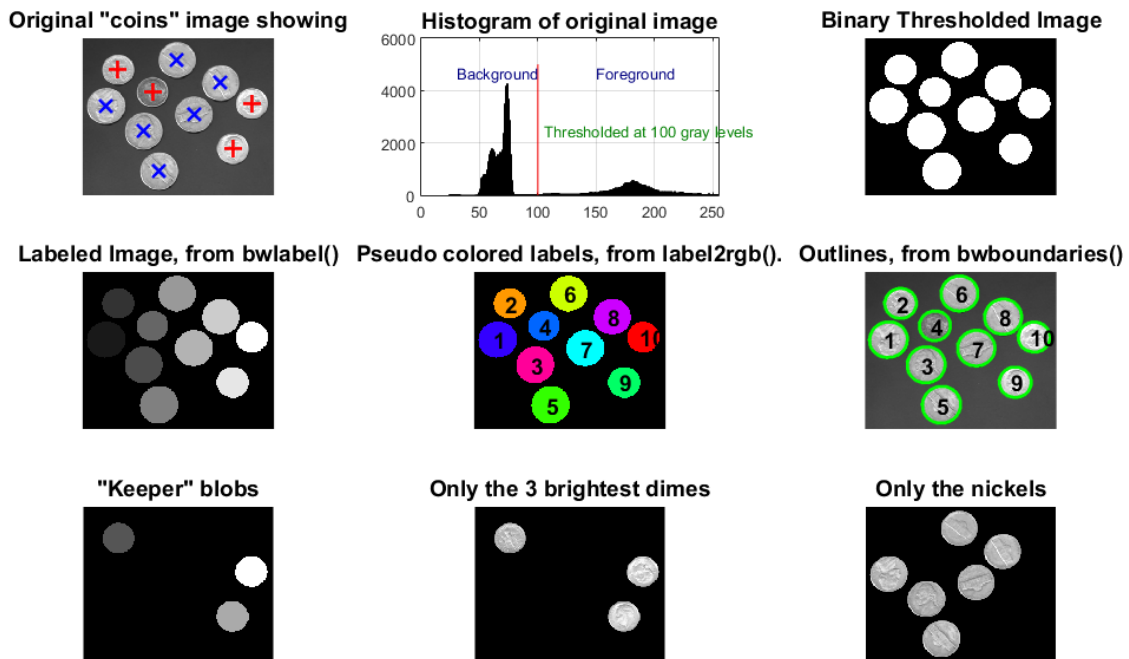 Original "coins" image showing
Histogram of original image
Binary Thresholded Image
6000
4000
2000
0
Background
Foreground
Thresholded at 100 gray levels
0 50 100 150 200 250
Labeled Image, from bwlabel()
Pseudo colored labels, from label2rgb().
Outlines, from bwboundaries()
6
2
8
4
10
1
7
3
9
5
6
2
8
4
10
1
7
3
9
5
"Keeper" blobs
Only the 3 brightest dimes
Only the nickels